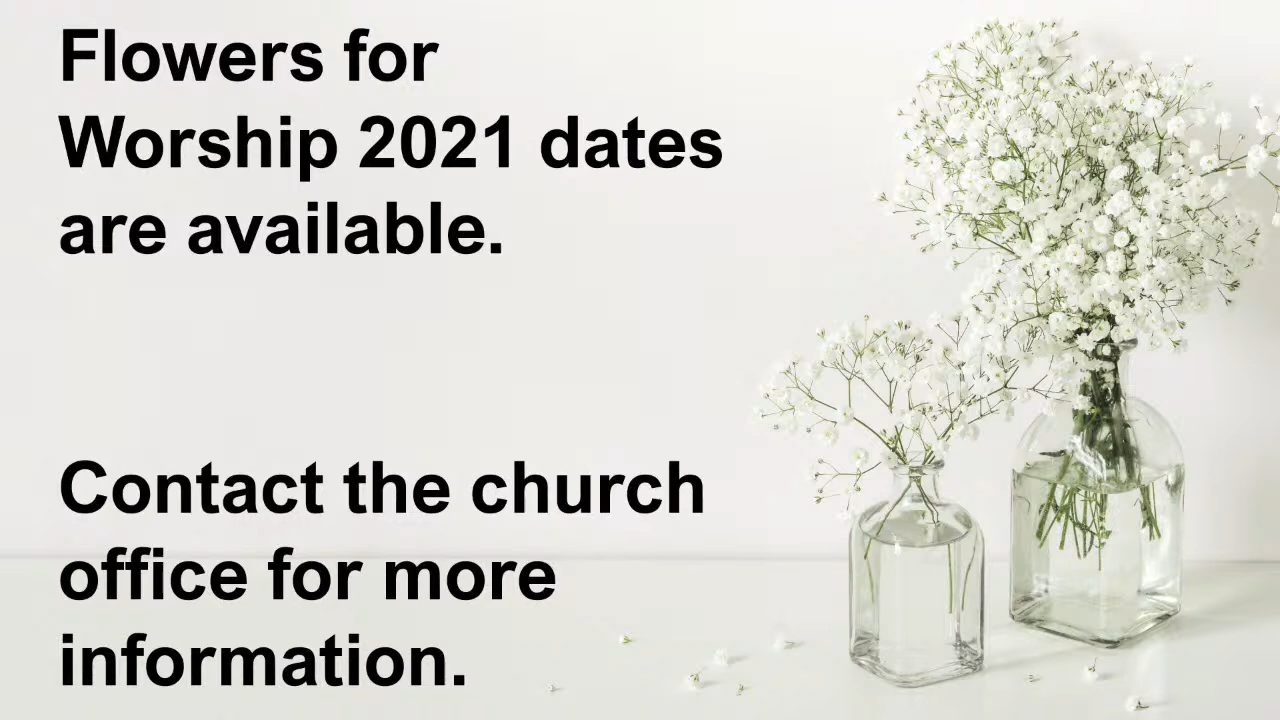 Flowers for
Worship 2021 dates
are available.
Contact the church
office for more
information.